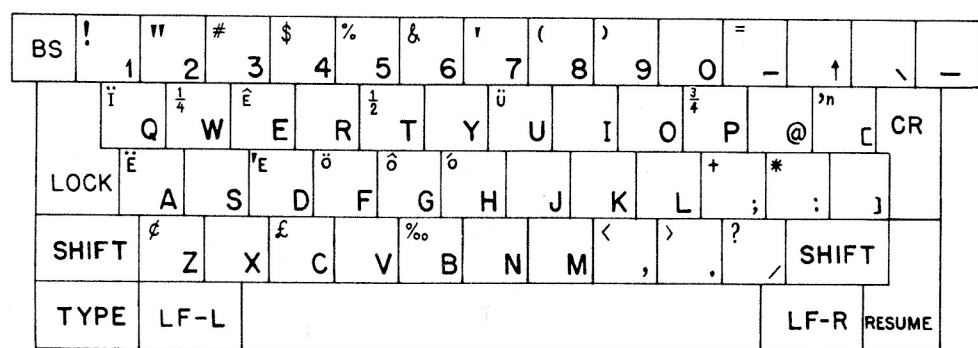 BS ! 1 " 2 # 3 $ 4 % 5 & 6 ' 7 ( 8 ) 9 0 = - ↑ \ —
Ï Q ¼ W Ê E R ½ T Y Ü U I O ¾ P @ 'n [ CR
LOCK Ë A S 'E D ö F ô G ó H J K L + ; * : ]
SHIFT ¢ Z X £ C V ‰ B N M < , > . ? / SHIFT
TYPE LF-L LF-R RESUME